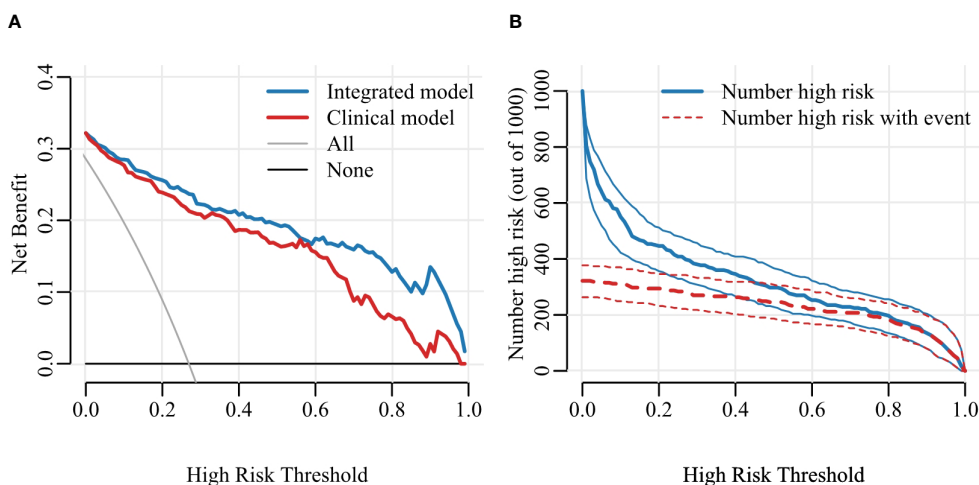 A
0.4
0.3
0.2
0.1
0.0
Net Benefit
Integrated model
Clinical model
All
None
0.0 0.2 0.4 0.6 0.8 1.0
High Risk Threshold
B
1000
800
600
400
200
0
Number high risk (out of 1000)
Number high risk
Number high risk with event
0.0 0.2 0.4 0.6 0.8 1.0
High Risk Threshold